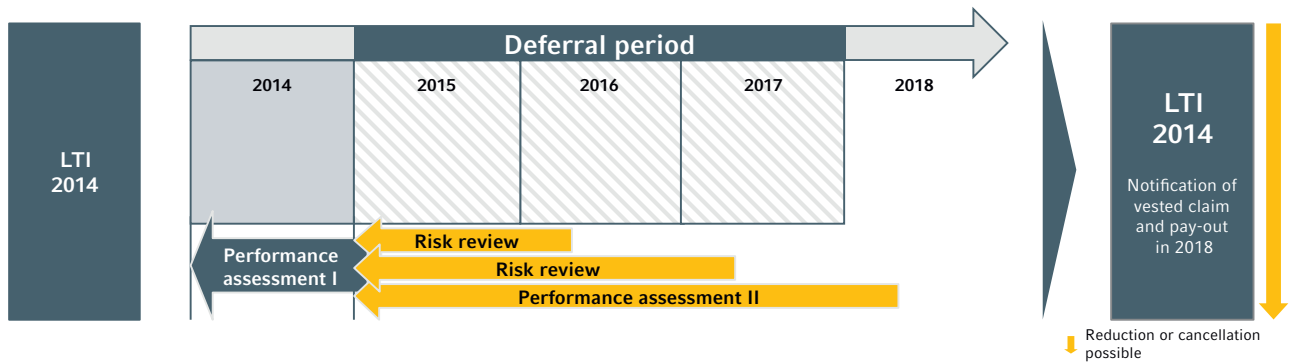 LTI
2014
Deferral period
2014
2015
2016
2017
2018
Performance
assessment I
Risk review
Risk review
Performance assessment II
LTI
2014
Notification of
vested claim
and pay-out
in 2018
Reduction or cancellation
possible